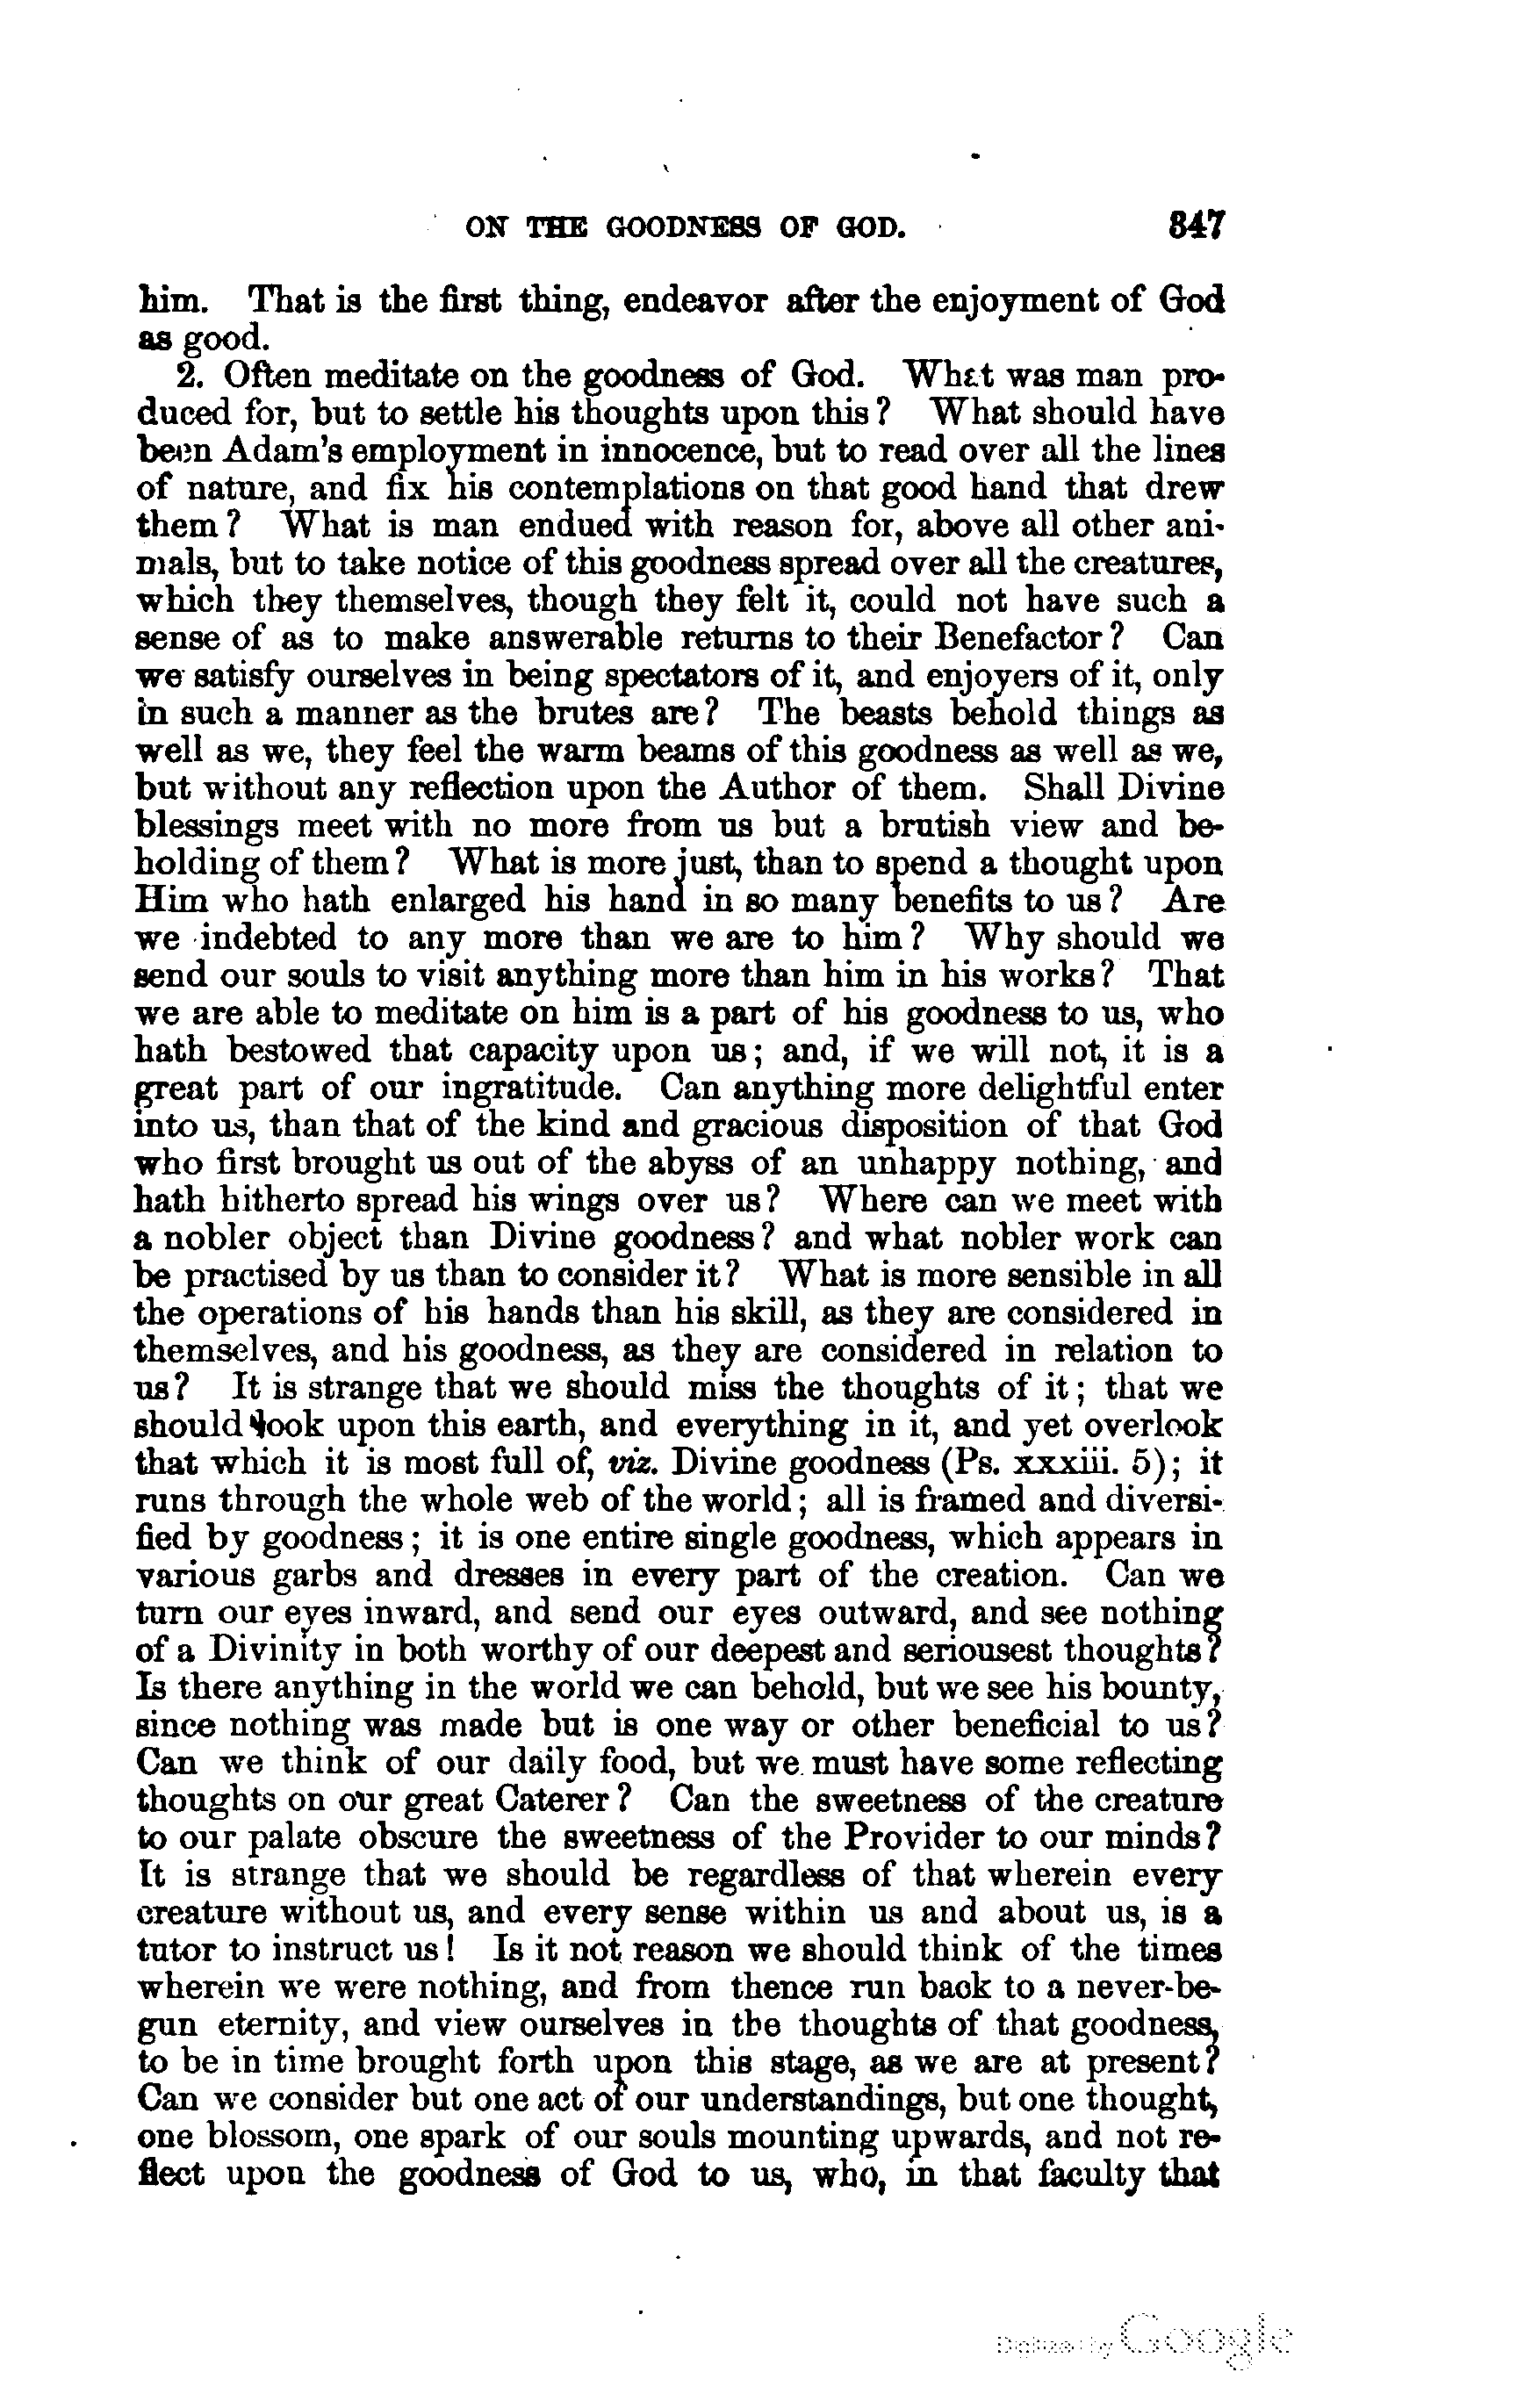 ON THE GOODNESS OF GOD. 347
him. That is the first thing, endeavor after the enjoyment of God
as good.
2. Often meditate on the goodness of God. What was man pro-
duced for, but to settle his thoughts upon this? What should have
been Adam's employment in innocence, but to read over all the lines
of nature, and fix his contemplations on that good hand that drew
them? What is man endued with reason for, above all other ani-
mals, but to take notice of this goodness spread over all the creatures,
which they themselves, though they felt it, could not have such a
sense of as to make answerable returns to their Benefactor? Can
we satisfy ourselves in being spectators of it, and enjoyers of it, only
in such a manner as the brutes are? The beasts behold things as
well as we, they feel the warm beams of this goodness as well as we,
but without any reflection upon the Author of them. Shall Divine
blessings meet with no more from us but a brutish view and be-
holding of them? What is more just, than to spend a thought upon
Him who hath enlarged his hand in so many benefits to us? Are
we indebted to any more than we are to him? Why should we
send our souls to visit anything more than him in his works? That
we are able to meditate on him is a part of his goodness to us, who
hath bestowed that capacity upon us; and, if we will not, it is a
great part of our ingratitude. Can anything more delightful enter
into us, than that of the kind and gracious disposition of that God
who first brought us out of the abyss of an unhappy nothing, and
hath hitherto spread his wings over us? Where can we meet with
a nobler object than Divine goodness? and what nobler work can
be practised by us than to consider it? What is more sensible in all
the operations of his hands than his skill, as they are considered in
themselves, and his goodness, as they are considered in relation to
us? It is strange that we should miss the thoughts of it; that we
should look upon this earth, and everything in it, and yet overlook
that which it is most full of, viz. Divine goodness (Ps. xxxiii. 5); it
runs through the whole web of the world; all is framed and diversi-
fied by goodness; it is one entire single goodness, which appears in
various garbs and dresses in every part of the creation. Can we
turn our eyes inward, and send our eyes outward, and see nothing
of a Divinity in both worthy of our deepest and seriousest thoughts?
Is there anything in the world we can behold, but we see his bounty,
since nothing was made but is one way or other beneficial to us?
Can we think of our daily food, but we must have some reflecting
thoughts on our great Caterer? Can the sweetness of the creature
to our palate obscure the sweetness of the Provider to our minds?
It is strange that we should be regardless of that wherein every
creature without us, and every sense within us and about us, is a
tutor to instruct us! Is it not reason we should think of the times
wherein we were nothing, and from thence run back to a never-be-
gun eternity, and view ourselves in the thoughts of that goodness,
to be in time brought forth upon this stage, as we are at present?
Can we consider but one act of our understandings, but one thought,
one blossom, one spark of our souls mounting upwards, and not re-
flect upon the goodness of God to us, who, in that faculty that
Digitized by Google